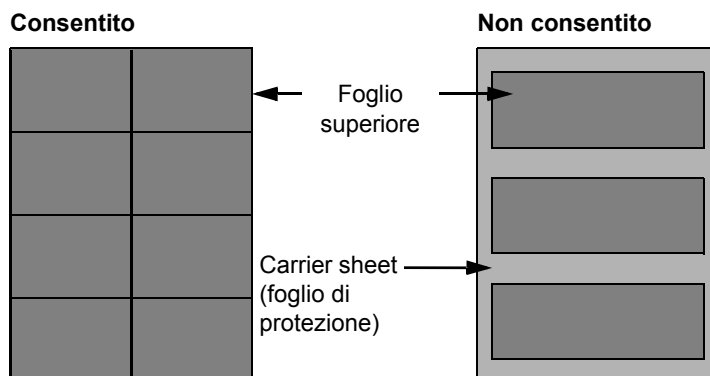 Consentito
Non consentito
Foglio
superiore
Carrier sheet
(foglio di
protezione)